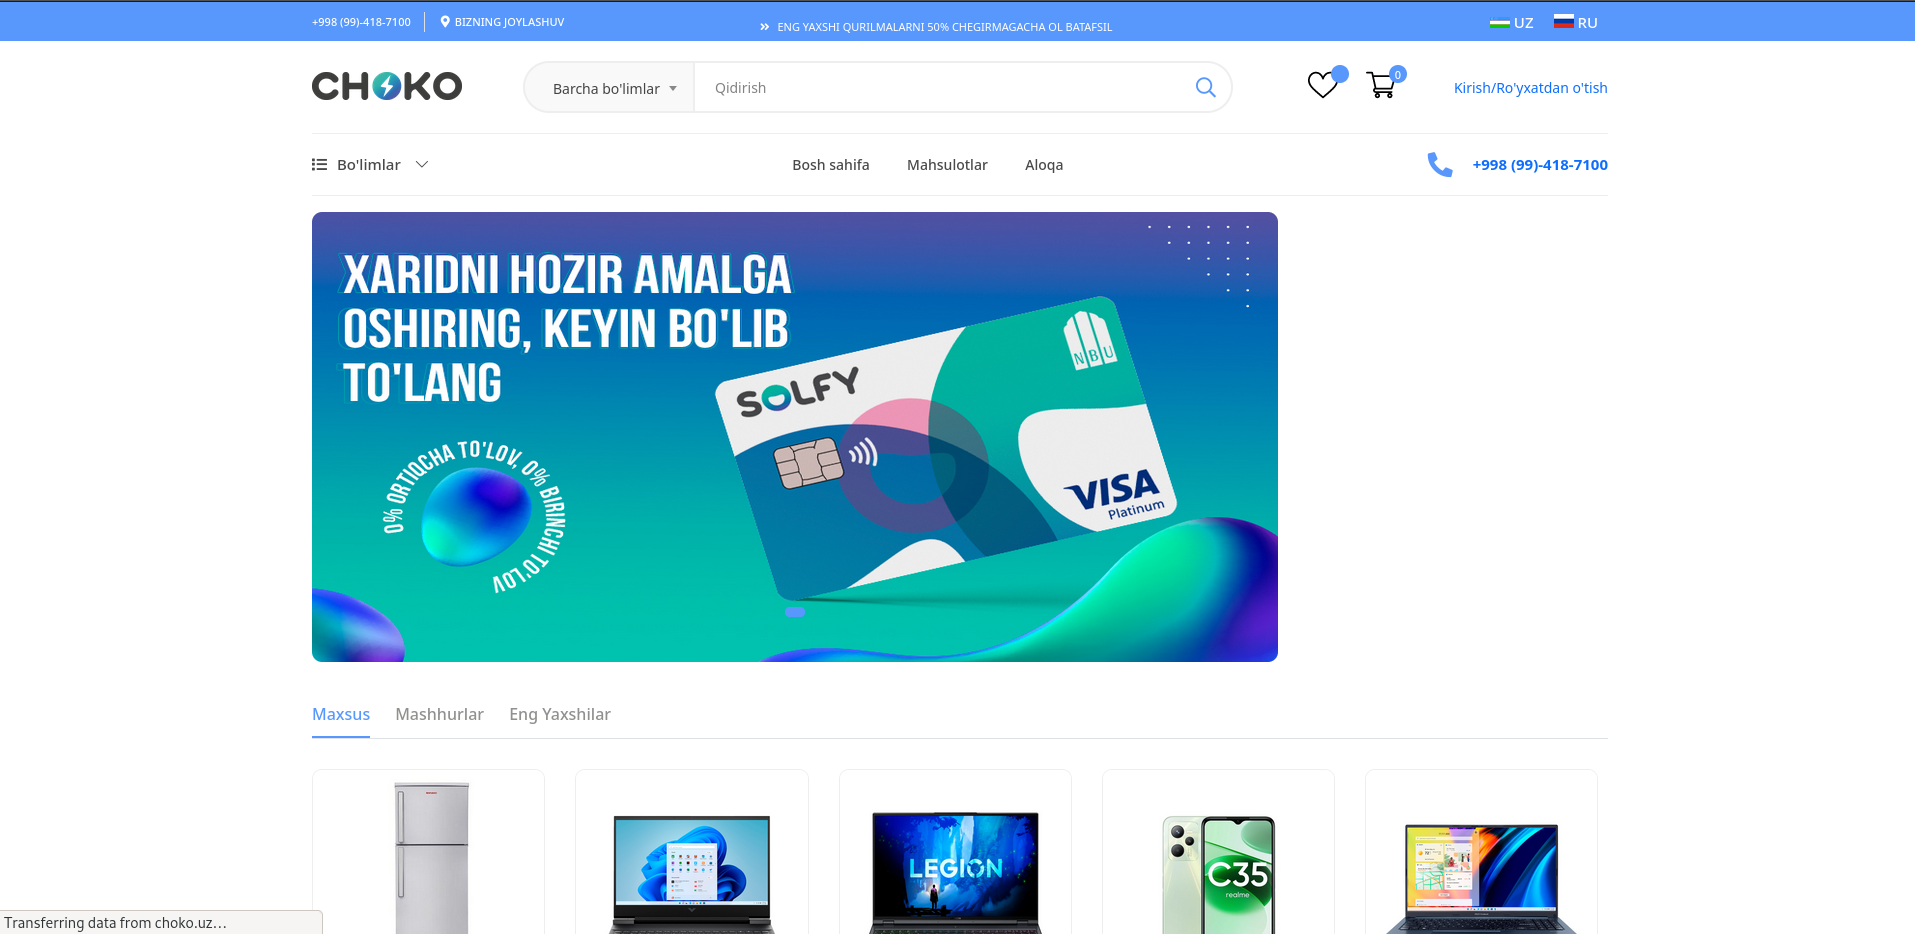 +998 (99)-418-7100
BIZNING JOYLASHUV
ENG YAXSHI QURILMALARNI 50% CHEGIRMAGACHA OL BATAFSIL
UZ
RU
CHOKO
Barcha bo'limlar
Qidirish
0
Kirish/Ro'yxatdan o'tish
Bo'limlar
Bosh sahifa
Mahsulotlar
Aloqa
+998 (99)-418-7100
XARIDNI HOZIR AMALGA
OSHIRING, KEYIN BO'LIB
TO'LANG
0% ORTIQCHA TO'LOV, 0% BIRINCHI TO'LOV
SOLFY
NBU
VISA
Platinum
Maxsus
Mashhurlar
Eng Yaxshilar
LEGION
C35
realme
Transferring data from choko.uz...